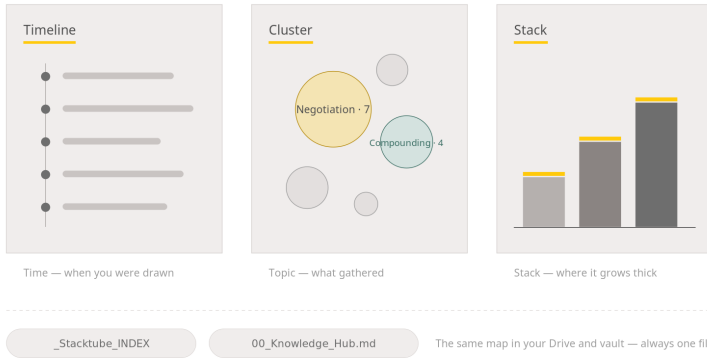 Timeline
Cluster
Stack
Negotiation · 7
Compounding · 4
Time — when you were drawn
Topic — what gathered
Stack — where it grows thick
_Stacktube_INDEX
00_Knowledge_Hub.md
The same map in your Drive and vault — always one